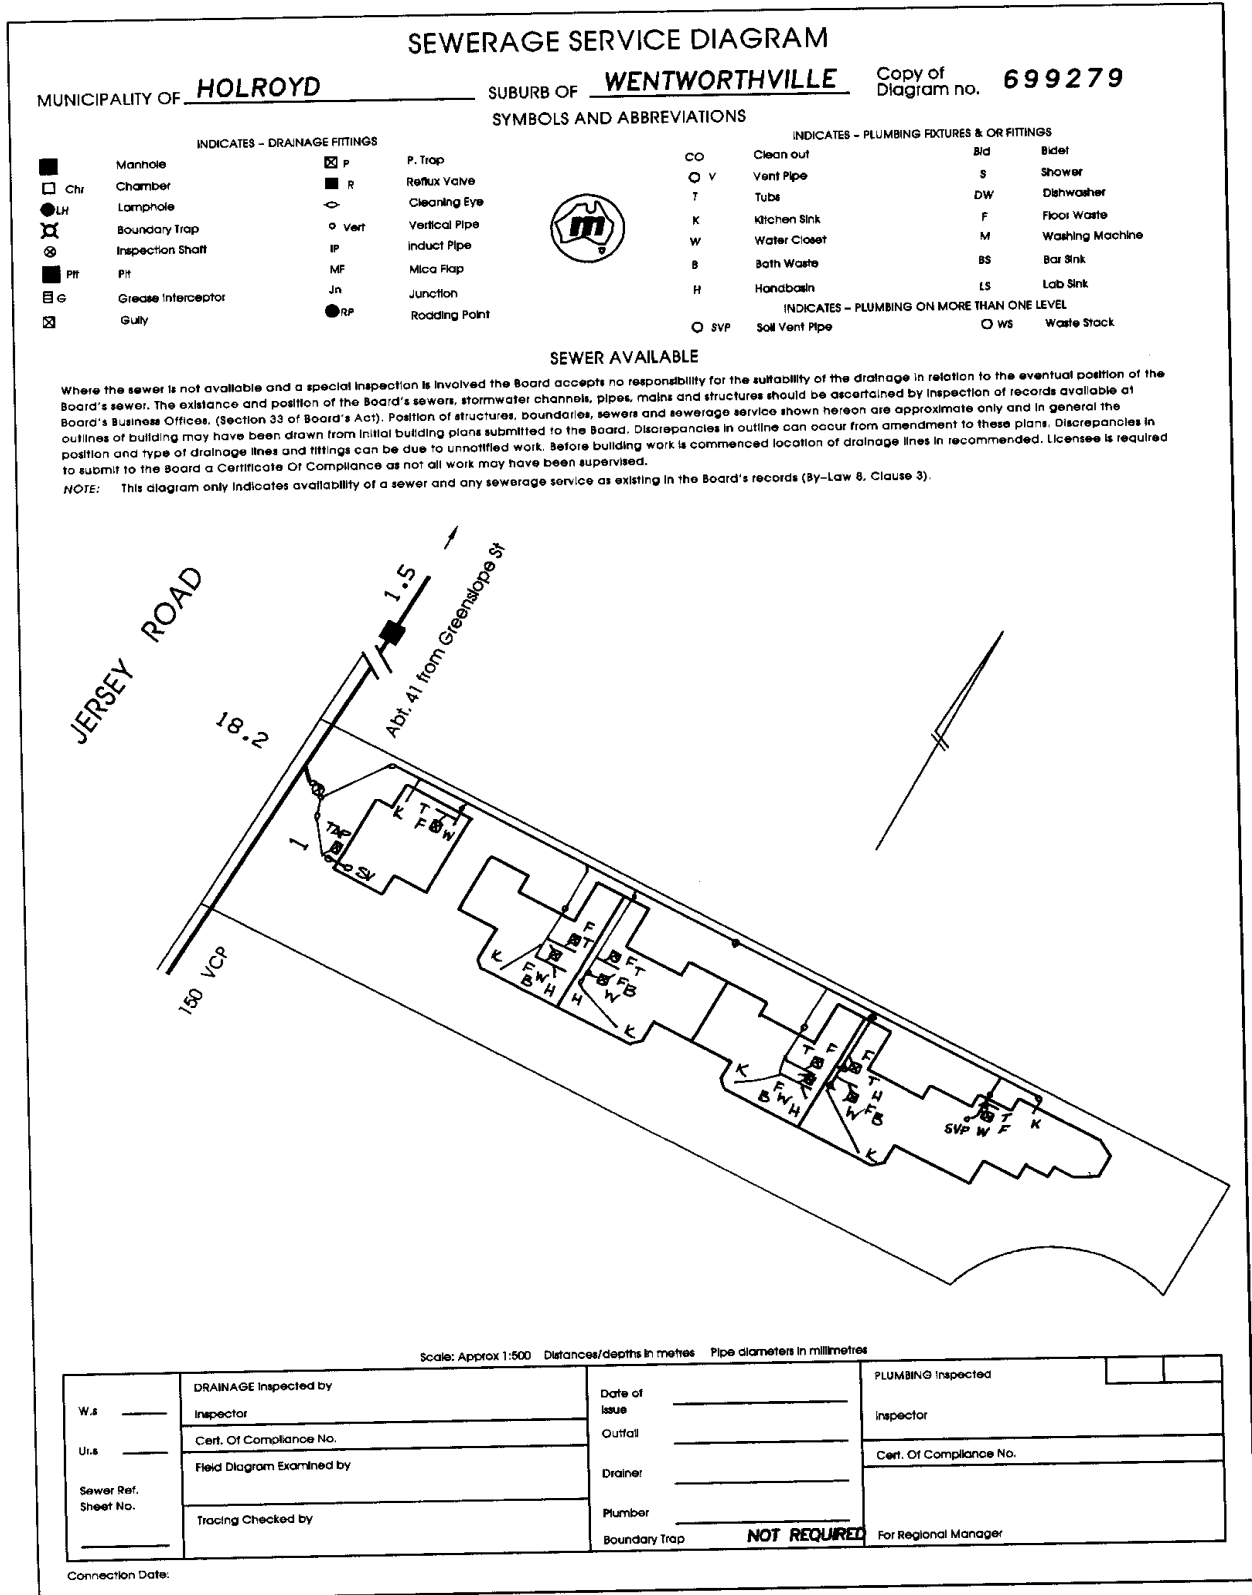 SEWERAGE SERVICE DIAGRAM
MUNICIPALITY OF HOLROYD SUBURB OF WENTWORTHVILLE Copy of Diagram no. 699279
SYMBOLS AND ABBREVIATIONS
INDICATES - DRAINAGE FITTINGS
Manhole
Chr Chamber
LH Lamphole
Boundary Trap
Inspection Shaft
Pit Pit
G Grease Interceptor
Gully
P P. Trap
R Reflux Valve
Cleaning Eye
Vert Vertical Pipe
IP Induct Pipe
MF Mica Flap
Jn Junction
RP Rodding Point
m
INDICATES - PLUMBING FIXTURES & OR FITTINGS
CO Clean out
V Vent Pipe
T Tubs
K Kitchen Sink
W Water Closet
B Bath Waste
H Handbasin
Bid Bidet
S Shower
DW Dishwasher
F Floor Waste
M Washing Machine
BS Bar Sink
LS Lab Sink
INDICATES - PLUMBING ON MORE THAN ONE LEVEL
SVP Soil Vent Pipe
WS Waste Stack
SEWER AVAILABLE
Where the sewer is not available and a special inspection is involved the Board accepts no responsibility for the suitability of the drainage in relation to the eventual position of the
Board's sewer. The existance and position of the Board's sewers, stormwater channels, pipes, mains and structures should be ascertained by inspection of records available at
Board's Business Offices. (Section 33 of Board's Act). Position of structures, boundaries, sewers and sewerage service shown hereon are approximate only and in general the
outlines of building may have been drawn from initial building plans submitted to the Board. Discrepancies in outline can occur from amendment to these plans. Discrepancies in
position and type of drainage lines and fittings can be due to unnotified work. Before building work is commenced location of drainage lines in recommended. Licensee is required
to submit to the Board a Certificate Of Compliance as not all work may have been supervised.
NOTE: This diagram only indicates availability of a sewer and any sewerage service as existing in the Board's records (By-Law 8, Clause 3).
JERSEY ROAD
1.5
Abt. 41 from Greenslope St
18.2
1
150 VCP
TAP
SV
K
T
F W
K
F
B
W
H
F
T
H
F T
F
B
W
K
K
T
F
F
B
W
H
F
T
H
F
B
W
K
SVP W
T
F
K
Scale: Approx 1:500 Distances/depths in metres Pipe diameters in millimetres
W.s
U.s
Sewer Ref.
Sheet No.
DRAINAGE Inspected by
Inspector
Cert. Of Compliance No.
Field Diagram Examined by
Tracing Checked by
Date of
Issue
Outfall
Drainer
Plumber
Boundary Trap NOT REQUIRED
PLUMBING Inspected
Inspector
Cert. Of Compliance No.
For Regional Manager
Connection Date: